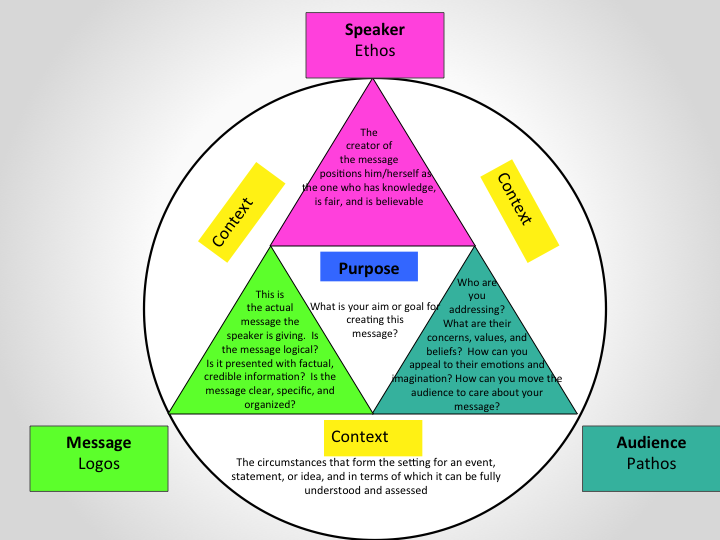 Speaker
Ethos
The
creator of
the message
positions him/herself as
the one who has knowledge,
is fair, and is believable
Context
Context
Purpose
What is your aim or goal for
creating this
message?
This is
the actual
message the
speaker is giving.  Is
the message logical?
Is it presented with factual,
credible information?  Is the
message clear, specific, and
organized?
Who are
you
addressing?
What are their
concerns, values, and
beliefs?  How can you
appeal to their emotions and
imagination? How can you move the
audience to care about your
message?
Context
The circumstances that form the setting for an event,
statement, or idea, and in terms of which it can be fully
understood and assessed
Message
Logos
Audience
Pathos